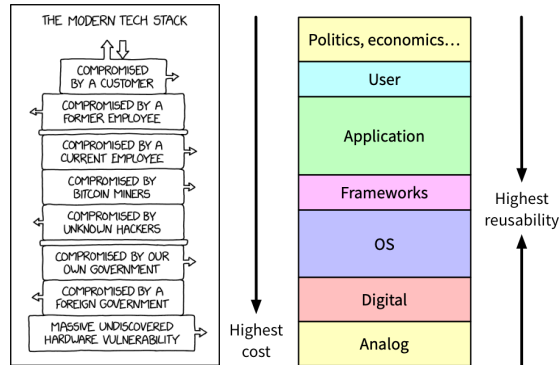 THE MODERN TECH STACK
COMPROMISED
BY A CUSTOMER
COMPROMISED BY A
FORMER EMPLOYEE
COMPROMISED BY A
CURRENT EMPLOYEE
COMPROMISED BY
BITCOIN MINERS
COMPROMISED BY
UNKNOWN HACKERS
COMPROMISED BY OUR
OWN GOVERNMENT
COMPROMISED BY A
FOREIGN GOVERNMENT
MASSIVE UNDISCOVERED
HARDWARE VULNERABILITY
Highest
cost
Politics, economics…
User
Application
Frameworks
OS
Digital
Analog
Highest
reusability